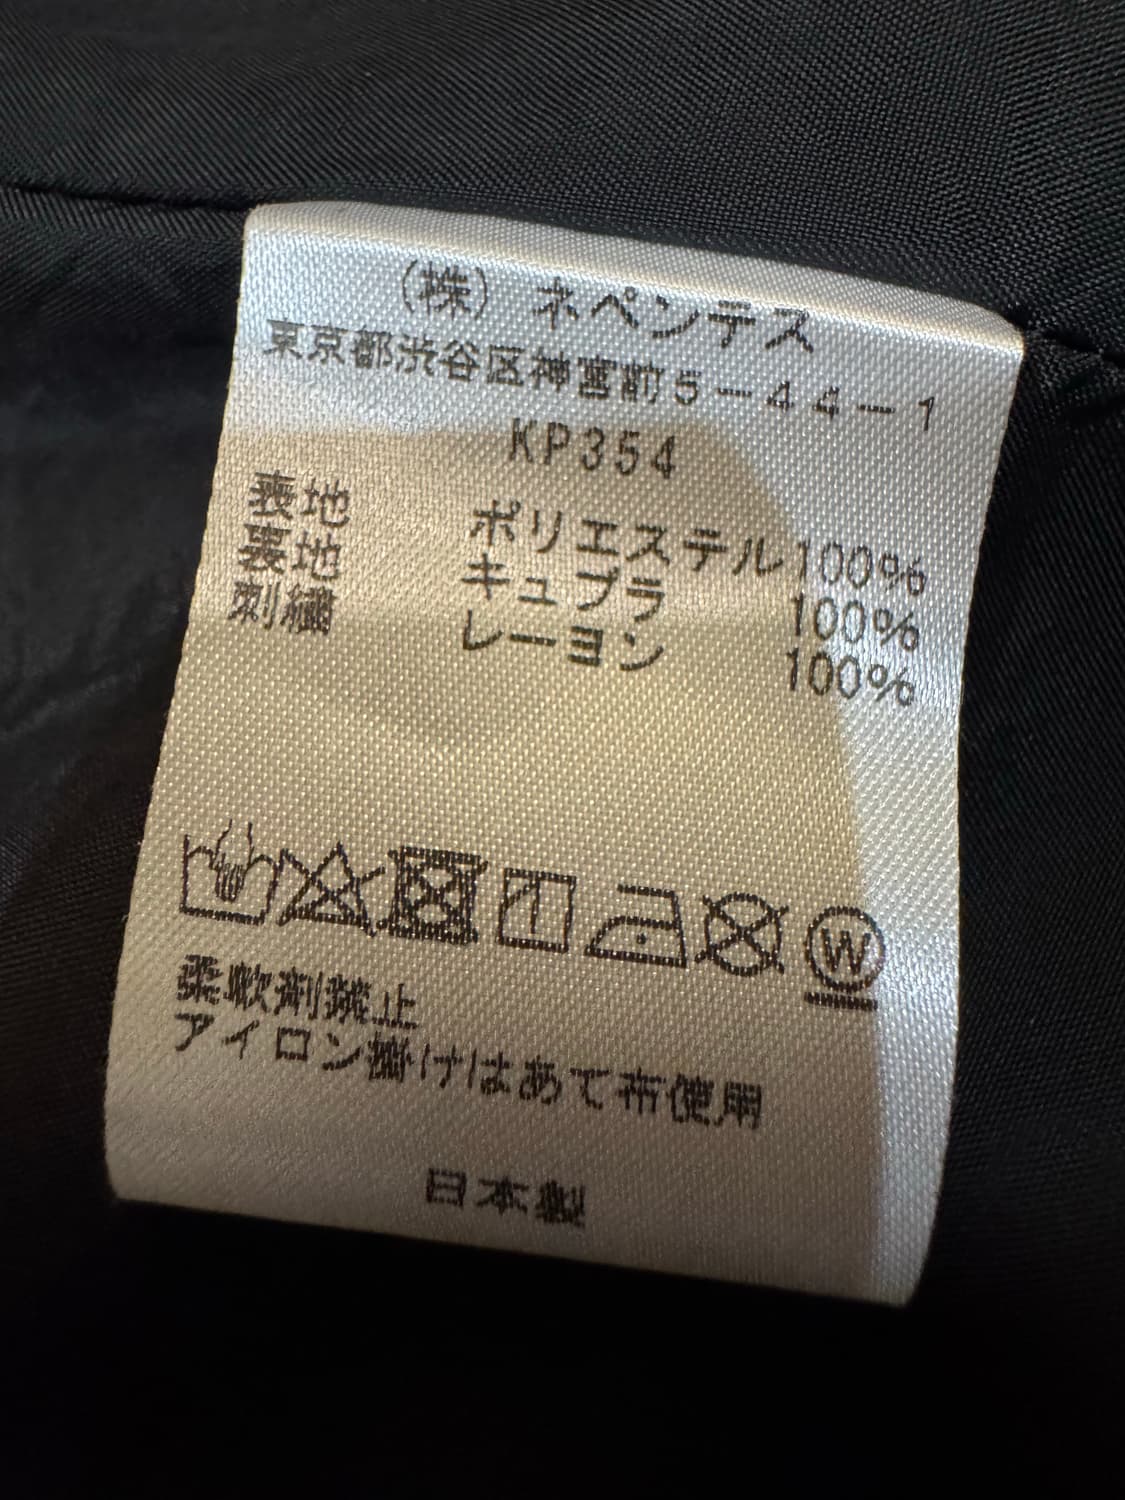 (株)ネペンテス
東京都渋谷区神宮前5-44-1
KP354
表地 ポリエステル100%
裏地 キュプラ 100%
刺繍 レーヨン 100%
W
柔軟剤禁止
アイロン掛けはあて布使用
日本製